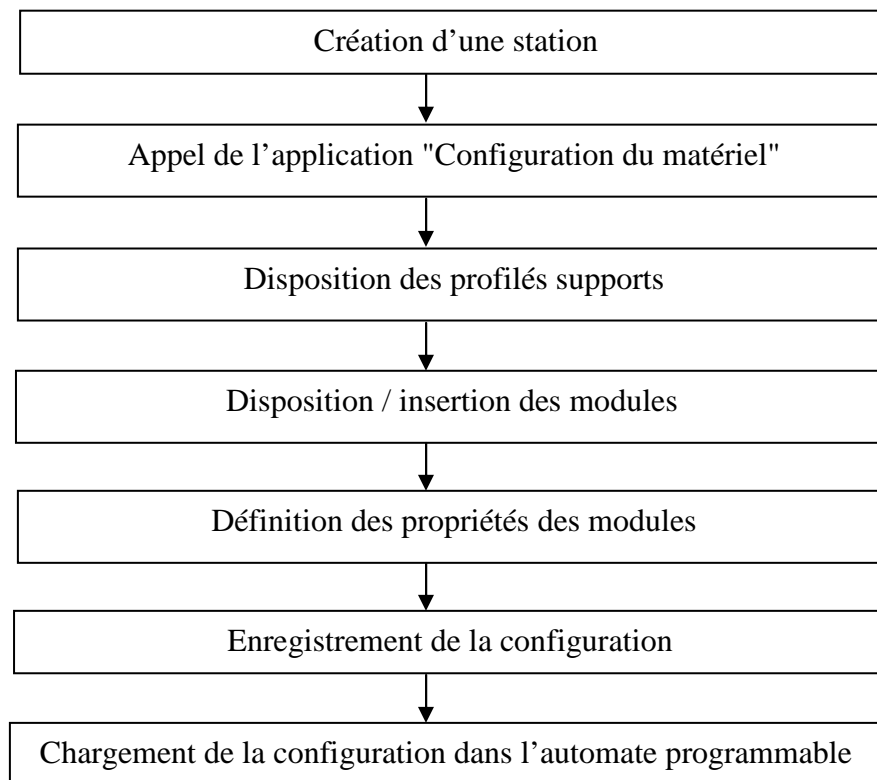 Création d’une station
Appel de l’application "Configuration du matériel"
Disposition des profilés supports
Disposition / insertion des modules
Définition des propriétés des modules
Enregistrement de la configuration
Chargement de la configuration dans l’automate programmable